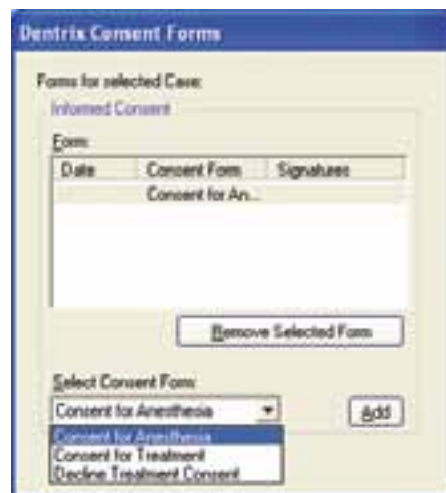 Dentrix Consent Forms
Forms for selected Case:
Informed Consent
Form:
Date Consent Form Signatures
Consent for An...
Remove Selected Form
Select Consent Form:
Consent for Anesthesia Add
Consent for Anesthesia
Consent for Treatment
Decline Treatment Consent